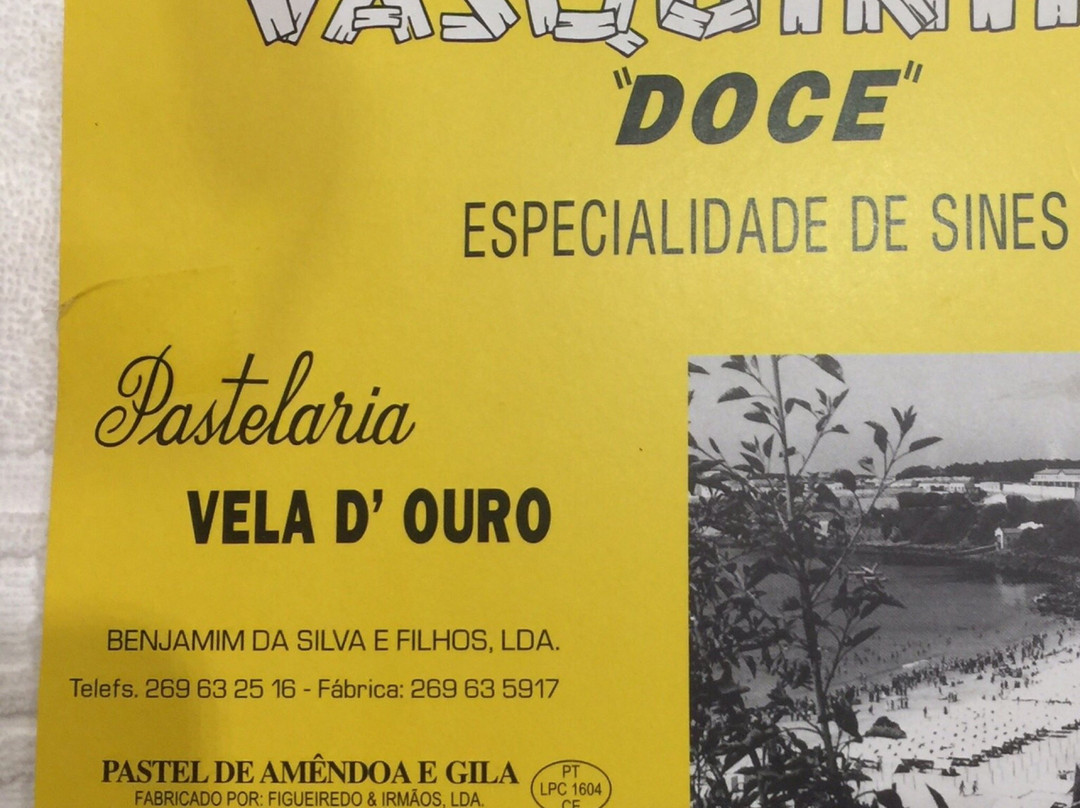 "DOCE"
ESPECIALIDADE DE SINES
Pastelaria
VELA D' OURO
BENJAMIM DA SILVA E FILHOS, LDA.
Telefs. 269 63 25 16 - Fábrica: 269 63 5917
PASTEL DE AMÊNDOA E GILA
FABRICADO POR: FIGUEIREDO & IRMÃOS, LDA.
PT
LPC 1604
CE